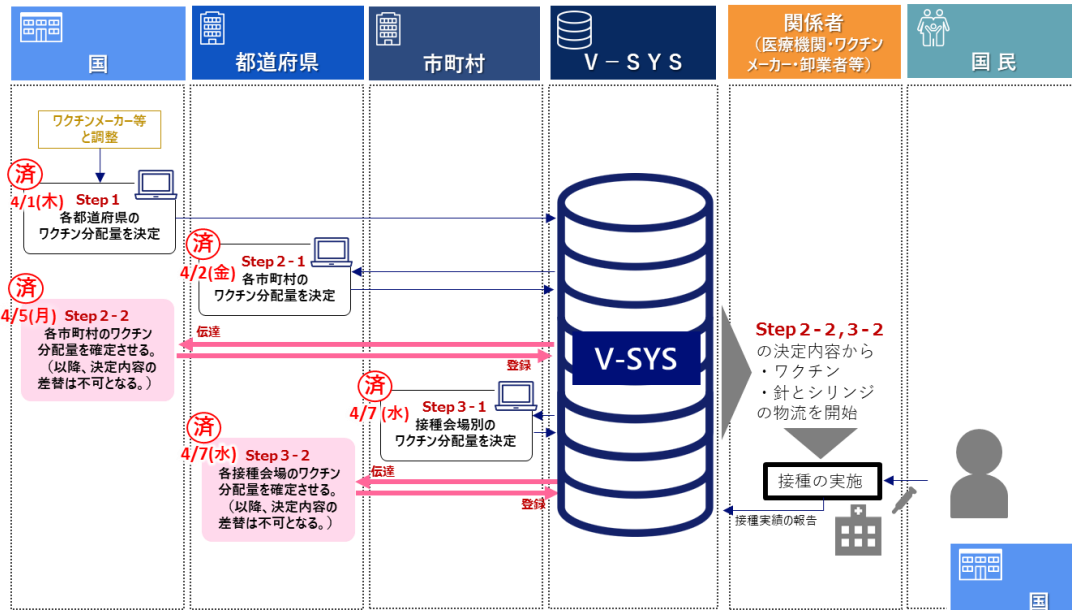 国
都道府県
市町村
V－SYS
関係者
（医療機関・ワクチン
メーカー・卸業者等）
国民
ワクチンメーカー等
と調整
済
4/1(木)
Step 1
各都道府県の
ワクチン分配量を決定
済
4/2(金)
Step 2-1
各市町村の
ワクチン分配量を決定
済
4/5(月)
Step 2-2
各市町村のワクチン
分配量を確定させる。
（以降、決定内容の
差替は不可となる。）
伝達
登録
V-SYS
済
4/7(水)
Step 3-1
接種会場別の
ワクチン分配量を決定
済
4/7(水)
Step 3-2
各接種会場のワクチン
分配量を確定させる。
（以降、決定内容の
差替は不可となる。）
伝達
登録
Step 2-2, 3-2
の決定内容から
・ワクチン
・針とシリンジ
の物流を開始
接種の実施
接種実績の報告
国